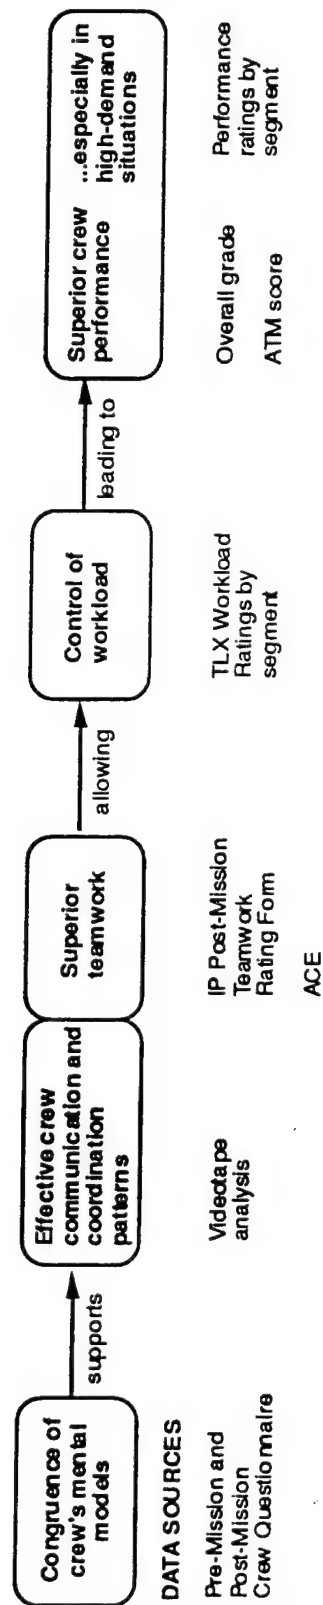 Congruence of
crew's mental
models
supports
Effective crew
communication and
coordination
patterns
Superior
teamwork
allowing
Control of
workload
leading to
Superior crew
performance
...especially in
high-demand
situations
DATA SOURCES
Pre-Mission and
Post-Mission
Crew Questionnaire
Videotape
analysis
IP Post-Mission
Teamwork
Rating Form
ACE
TLX Workload
Ratings by
segment
Overall grade
ATM score
Performance
ratings by
segment